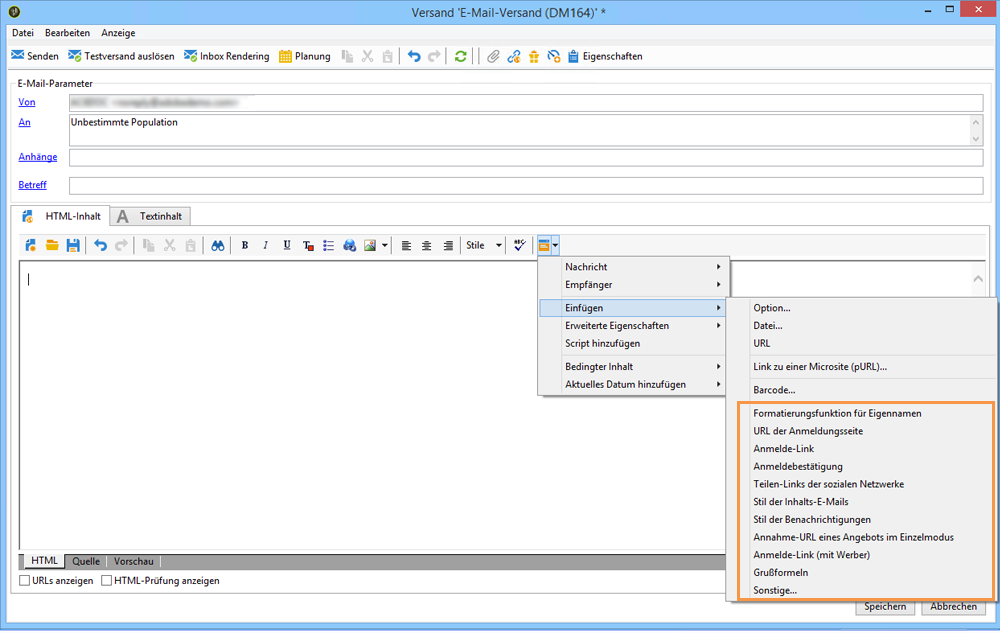 Versand 'E-Mail-Versand (DM164)' *
Datei Bearbeiten Anzeige
Senden Testversand auslösen Inbox Rendering Planung Eigenschaften
E-Mail-Parameter
Von
An Unbestimmte Population
Anhänge
Betreff
HTML-Inhalt A Textinhalt
B I U T Stile ABC
Nachricht
Empfänger
Einfügen
Erweiterte Eigenschaften
Script hinzufügen
Bedingter Inhalt
Aktuelles Datum hinzufügen
Option...
Datei...
URL
Link zu einer Microsite (pURL)...
Barcode...
Formatierungsfunktion für Eigennamen
URL der Anmeldungsseite
Anmelde-Link
Anmeldebestätigung
Teilen-Links der sozialen Netzwerke
Stil der Inhalts-E-Mails
Stil der Benachrichtigungen
Annahme-URL eines Angebots im Einzelmodus
Anmelde-Link (mit Werber)
Grußformeln
Sonstige...
HTML Quelle Vorschau
URLs anzeigen HTML-Prüfung anzeigen
Speichern Abbrechen